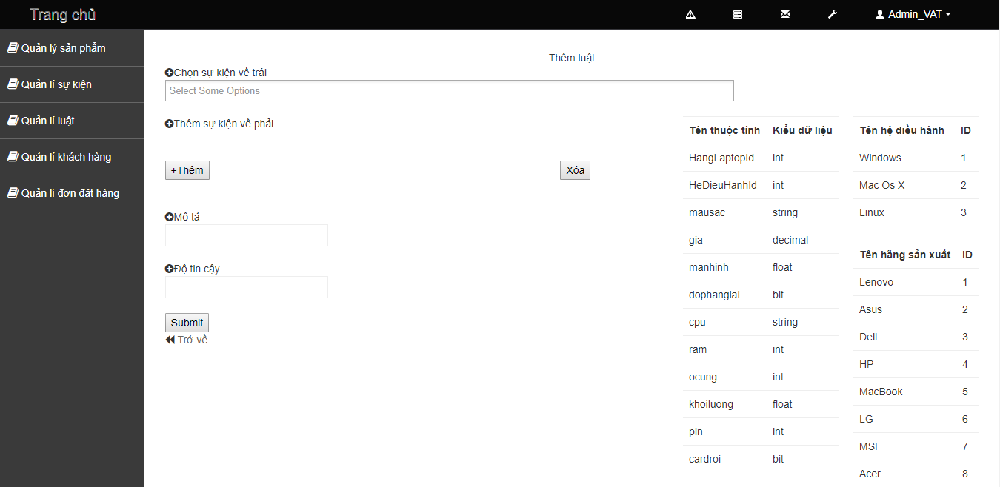 Trang chủ
Admin_VAT
Quản lý sản phẩm
Quản lí sự kiện
Quản lí luật
Quản lí khách hàng
Quản lí đơn đặt hàng
Thêm luật
Chọn sự kiện vế trái
Select Some Options
Thêm sự kiện vế phải
+Thêm
Xóa
Mô tả
Độ tin cậy
Submit
Trở về
Tên thuộc tính Kiểu dữ liệu
HangLaptopId int
HeDieuHanhId int
mausac string
gia decimal
manhinh float
dophangiai bit
cpu string
ram int
ocung int
khoiluong float
pin int
cardroi bit
Tên hệ điều hành ID
Windows 1
Mac Os X 2
Linux 3
Tên hãng sản xuất ID
Lenovo 1
Asus 2
Dell 3
HP 4
MacBook 5
LG 6
MSI 7
Acer 8